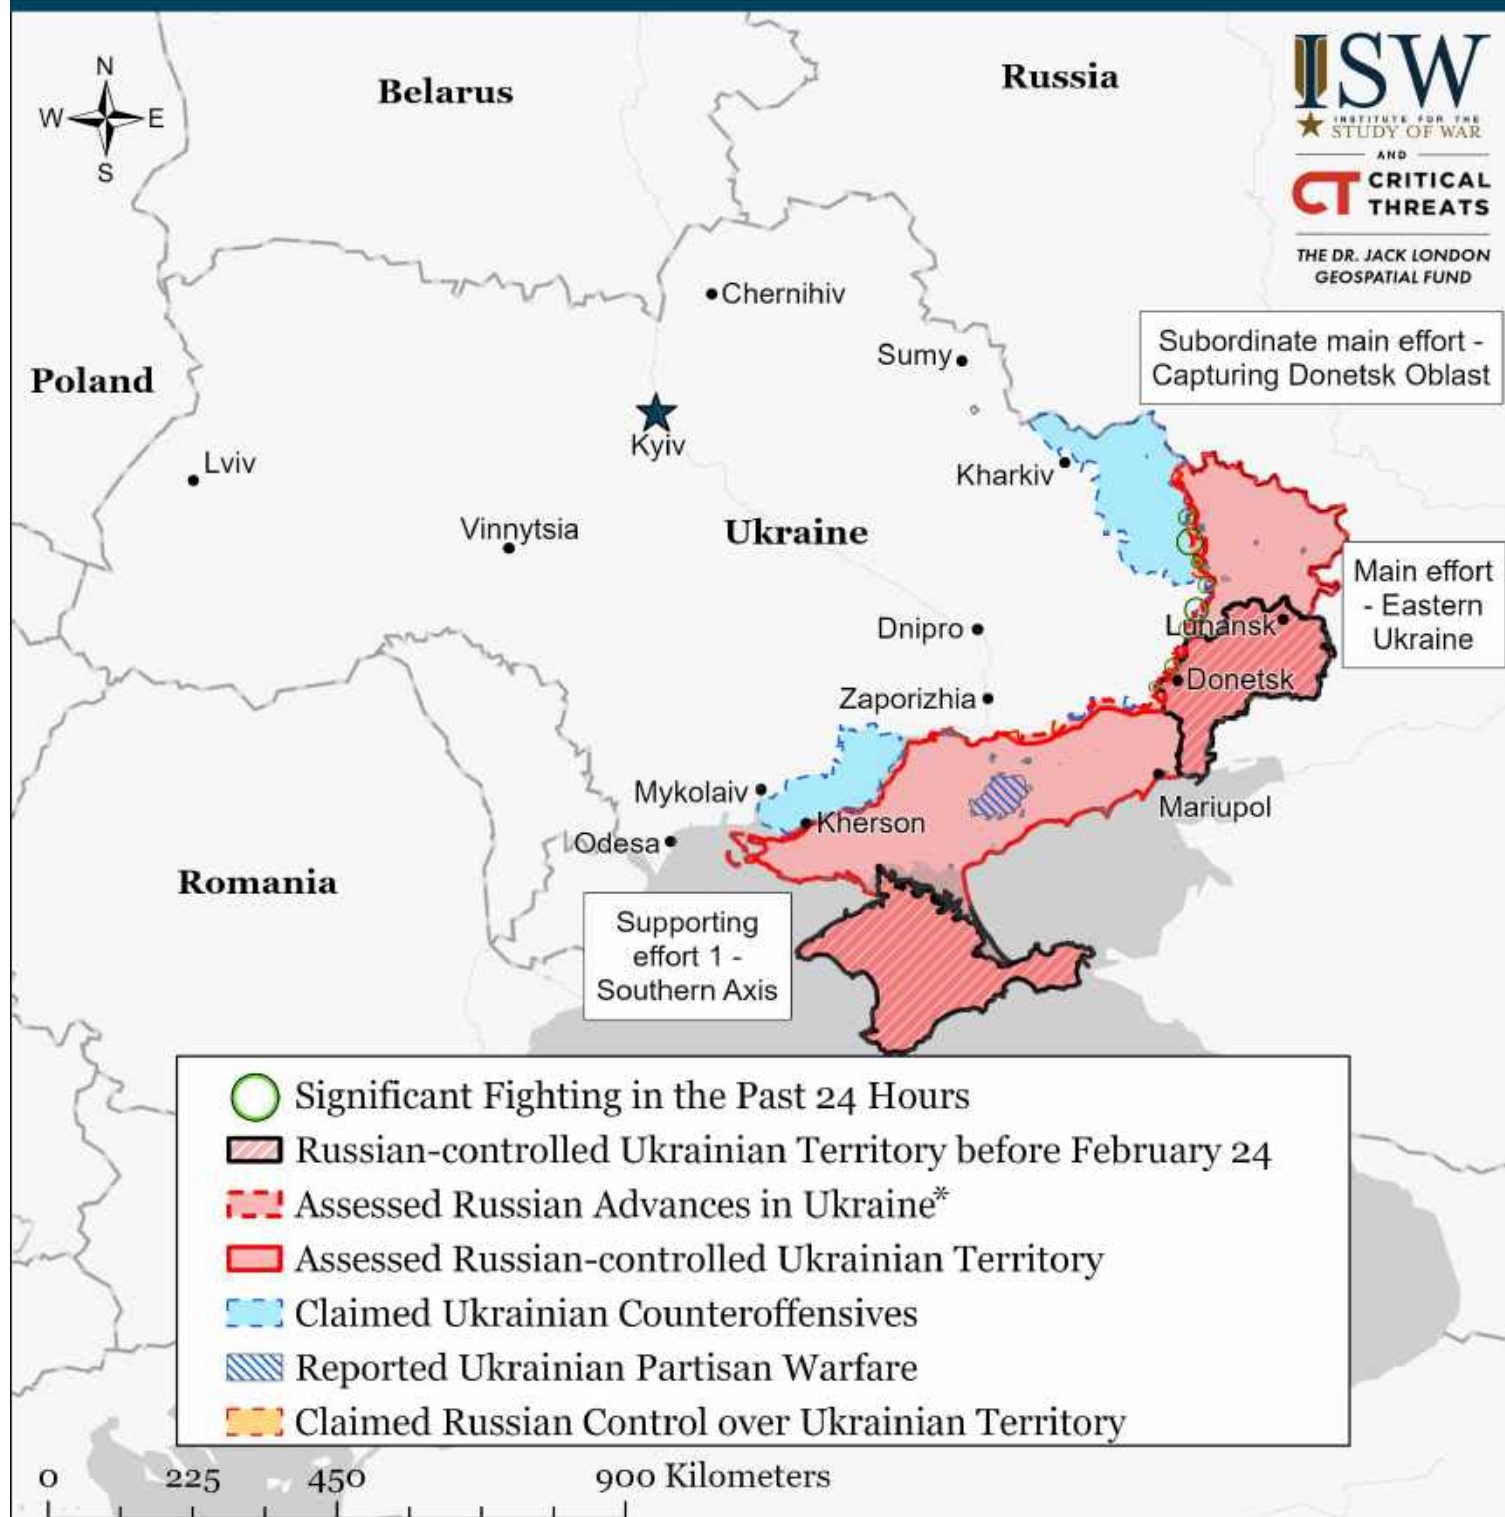 N
W E
S
Belarus
Russia
ISW
INSTITUTE FOR THE
STUDY OF WAR
AND
CT CRITICAL
THREATS
THE DR. JACK LONDON
GEOSPATIAL FUND
Chernihiv
Subordinate main effort -
Capturing Donetsk Oblast
Sumy
Poland
Kyiv
Lviv
Kharkiv
Vinnytsia
Ukraine
Main effort
- Eastern
Ukraine
Dnipro
Luhansk
Donetsk
Zaporizhia
Mykolaiv
Mariupol
Kherson
Odesa
Romania
Supporting
effort 1 -
Southern Axis
Significant Fighting in the Past 24 Hours
Russian-controlled Ukrainian Territory before February 24
Assessed Russian Advances in Ukraine*
Assessed Russian-controlled Ukrainian Territory
Claimed Ukrainian Counteroffensives
Reported Ukrainian Partisan Warfare
Claimed Russian Control over Ukrainian Territory
0 225 450 900 Kilometers